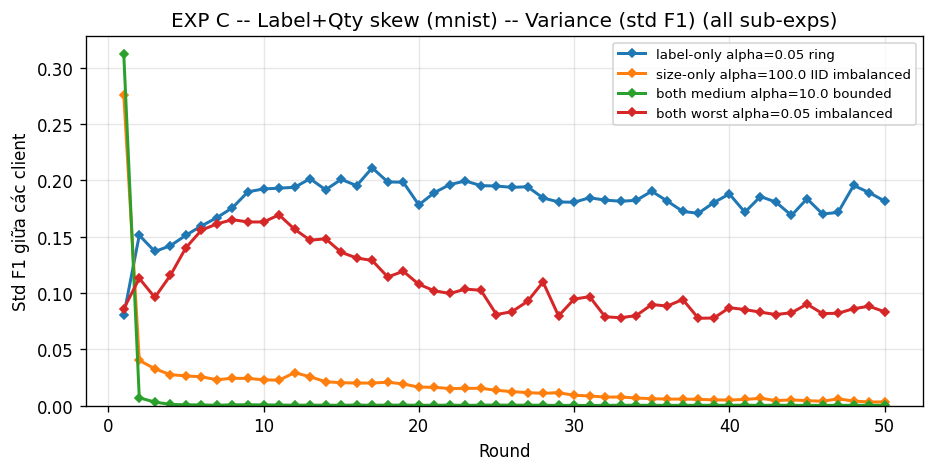 EXP C -- Label+Qty skew (mnist) -- Variance (std F1) (all sub-exps)
label-only alpha=0.05 ring
size-only alpha=100.0 IID imbalanced
both medium alpha=10.0 bounded
both worst alpha=0.05 imbalanced
Std F1 giữa các client
0.30
0.25
0.20
0.15
0.10
0.05
0.00
0
10
20
30
40
50
Round